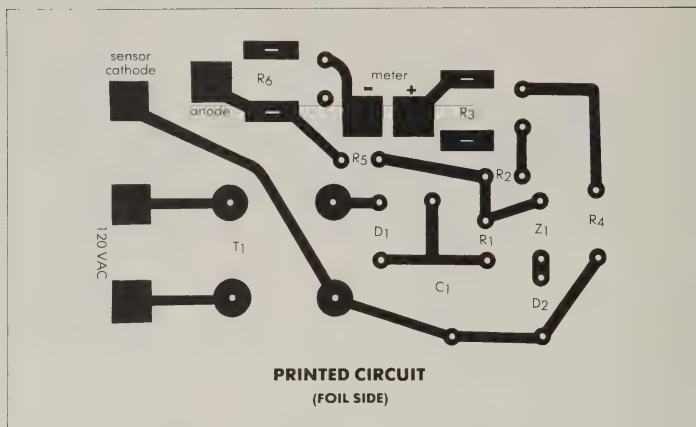 sensor
cathode
R6
meter
- +
anode
R3
R5
R2
120 VAC
T1
D1
R1
Z1
R4
C1
D2
PRINTED CIRCUIT
(FOIL SIDE)